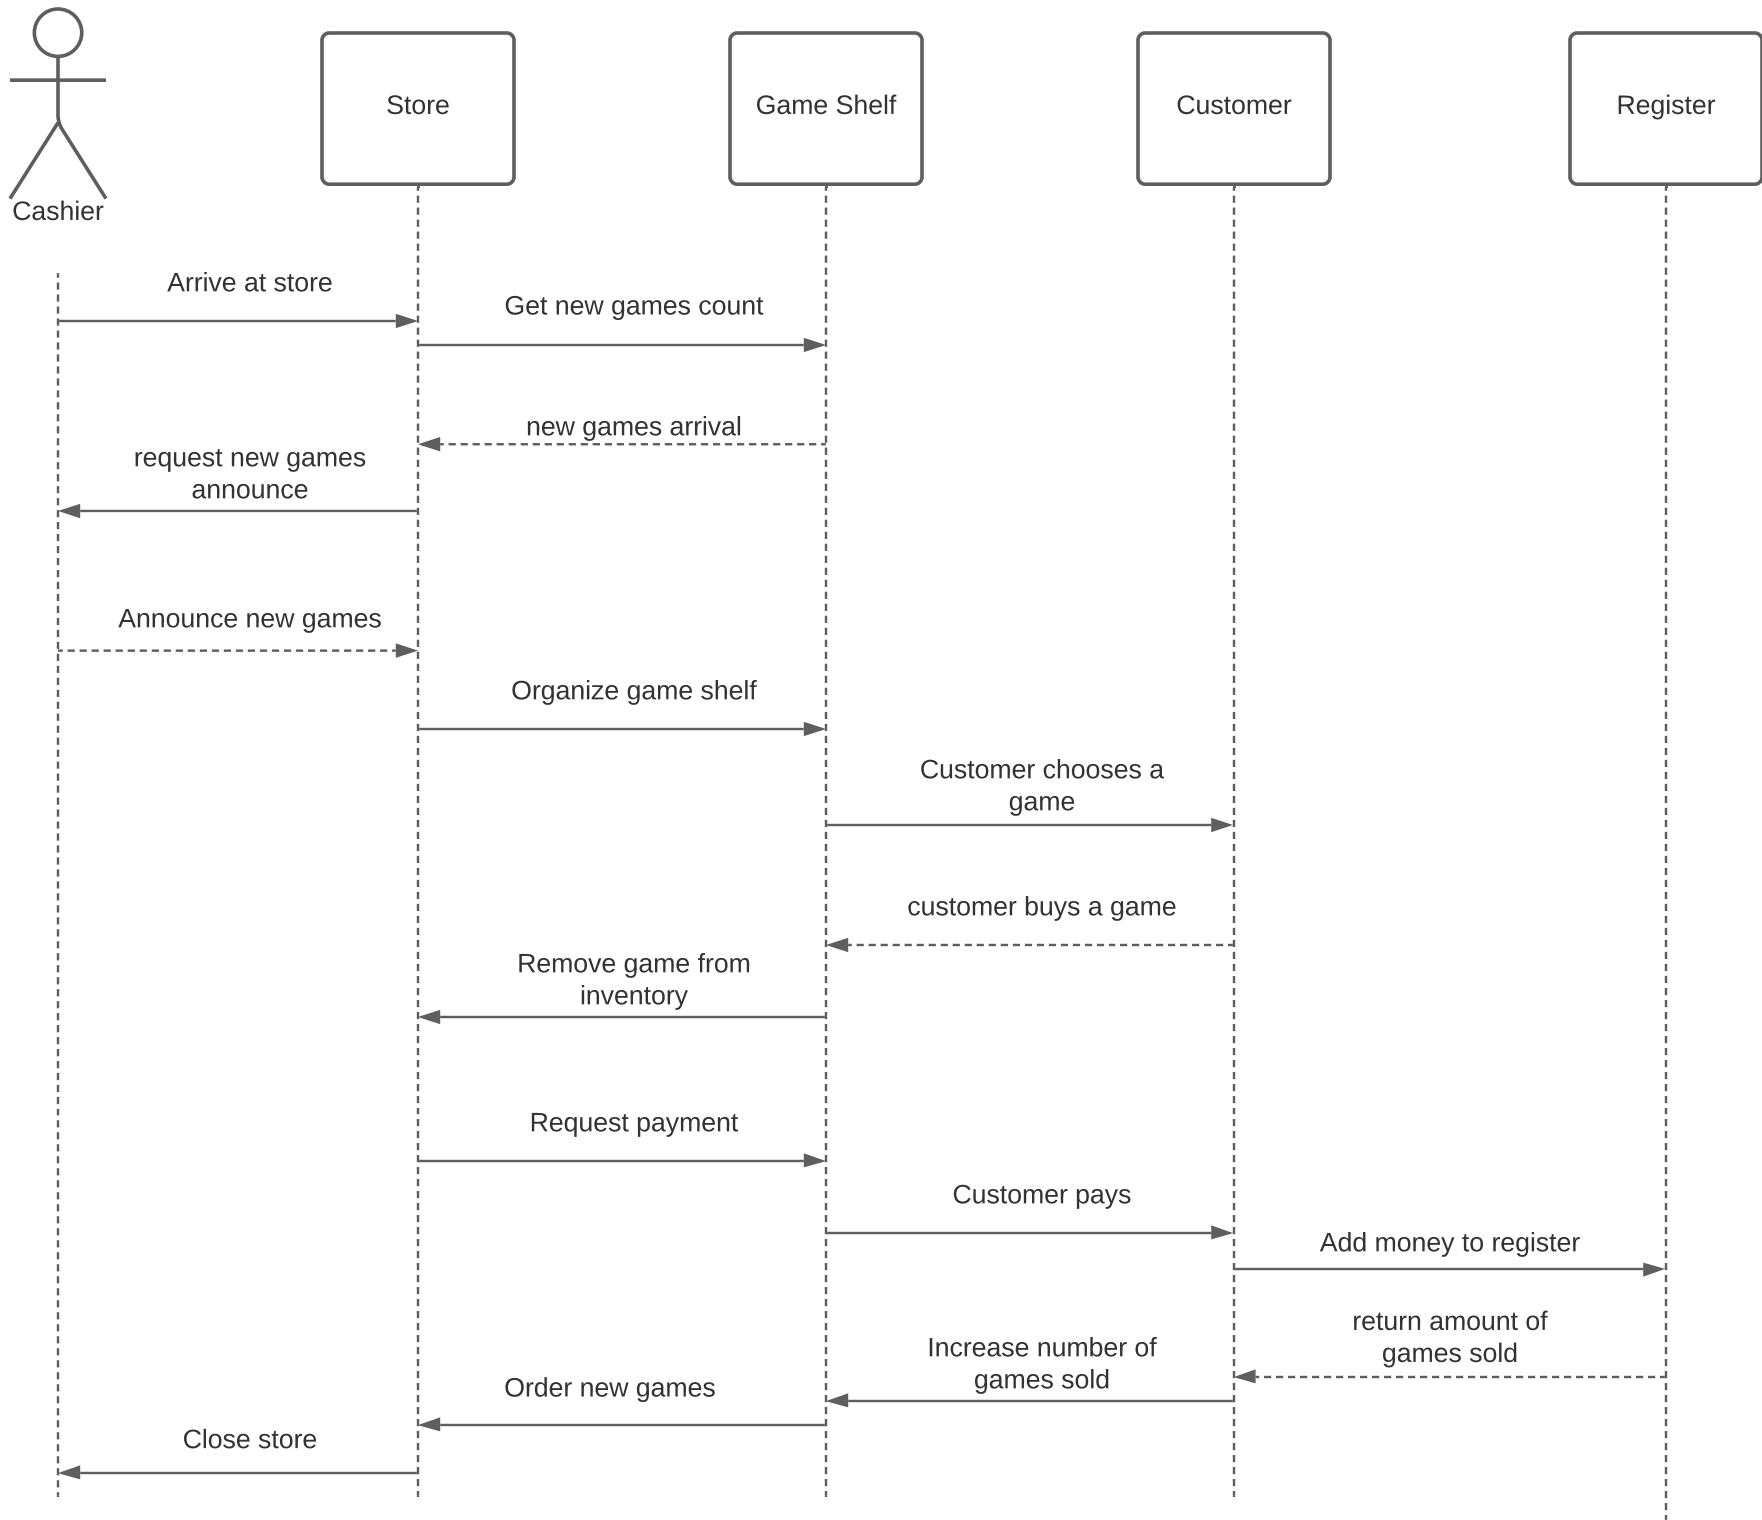 Cashier
Store
Game Shelf
Customer
Register
Arrive at store
Get new games count
new games arrival
request new games
announce
Announce new games
Organize game shelf
Customer chooses a
game
customer buys a game
Remove game from
inventory
Request payment
Customer pays
Add money to register
return amount of
games sold
Increase number of
games sold
Order new games
Close store